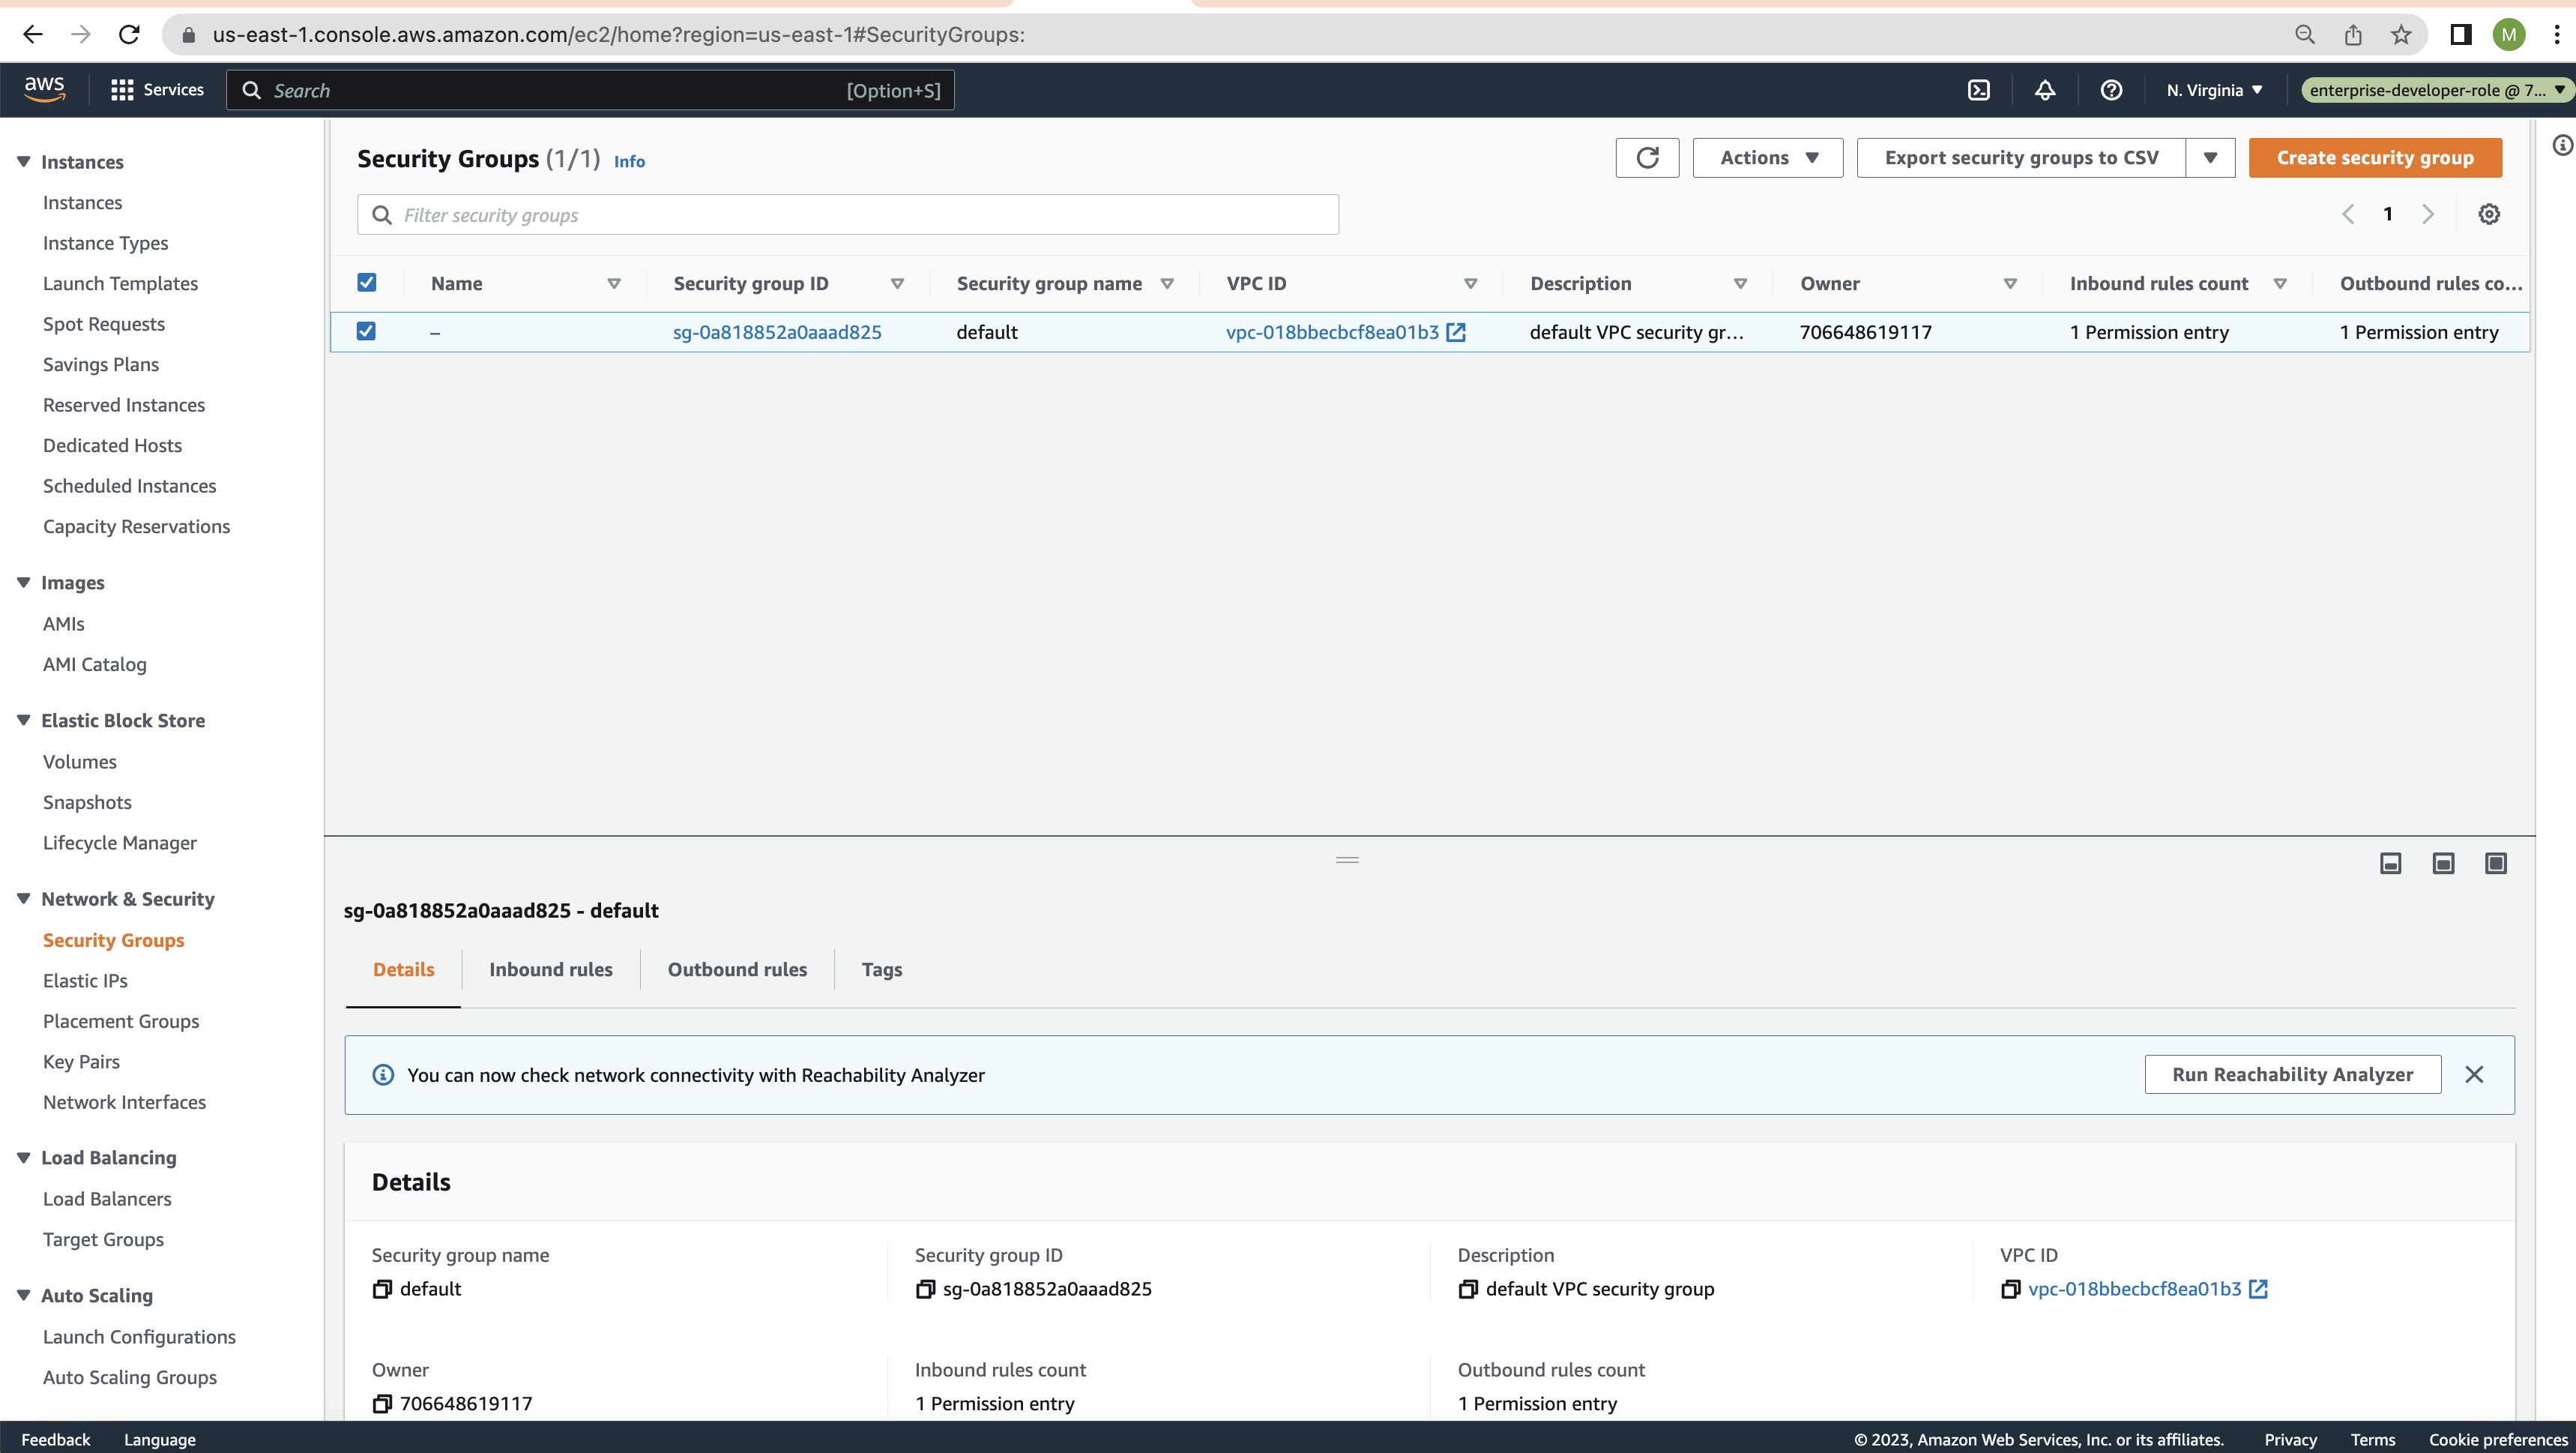 us-east-1.console.aws.amazon.com/ec2/home?region=us-east-1#SecurityGroups:
M
aws
Services
Search
[Option+S]
N. Virginia
enterprise-developer-role @ 7...
Instances
Instances
Instance Types
Launch Templates
Spot Requests
Savings Plans
Reserved Instances
Dedicated Hosts
Scheduled Instances
Capacity Reservations
Images
AMIs
AMI Catalog
Elastic Block Store
Volumes
Snapshots
Lifecycle Manager
Network & Security
Security Groups
Elastic IPs
Placement Groups
Key Pairs
Network Interfaces
Load Balancing
Load Balancers
Target Groups
Auto Scaling
Launch Configurations
Auto Scaling Groups
Security Groups (1/1) Info
Actions
Export security groups to CSV
Create security group
Filter security groups
1
Name Security group ID Security group name VPC ID Description Owner Inbound rules count Outbound rules co...
– sg-0a818852a0aaad825 default vpc-018bbecbcf8ea01b3 default VPC security gr... 706648619117 1 Permission entry 1 Permission entry
sg-0a818852a0aaad825 - default
Details Inbound rules Outbound rules Tags
You can now check network connectivity with Reachability Analyzer
Run Reachability Analyzer
Details
Security group name Security group ID Description VPC ID
default sg-0a818852a0aaad825 default VPC security group vpc-018bbecbcf8ea01b3
Owner Inbound rules count Outbound rules count
706648619117 1 Permission entry 1 Permission entry
Feedback Language © 2023, Amazon Web Services, Inc. or its affiliates. Privacy Terms Cookie preferences